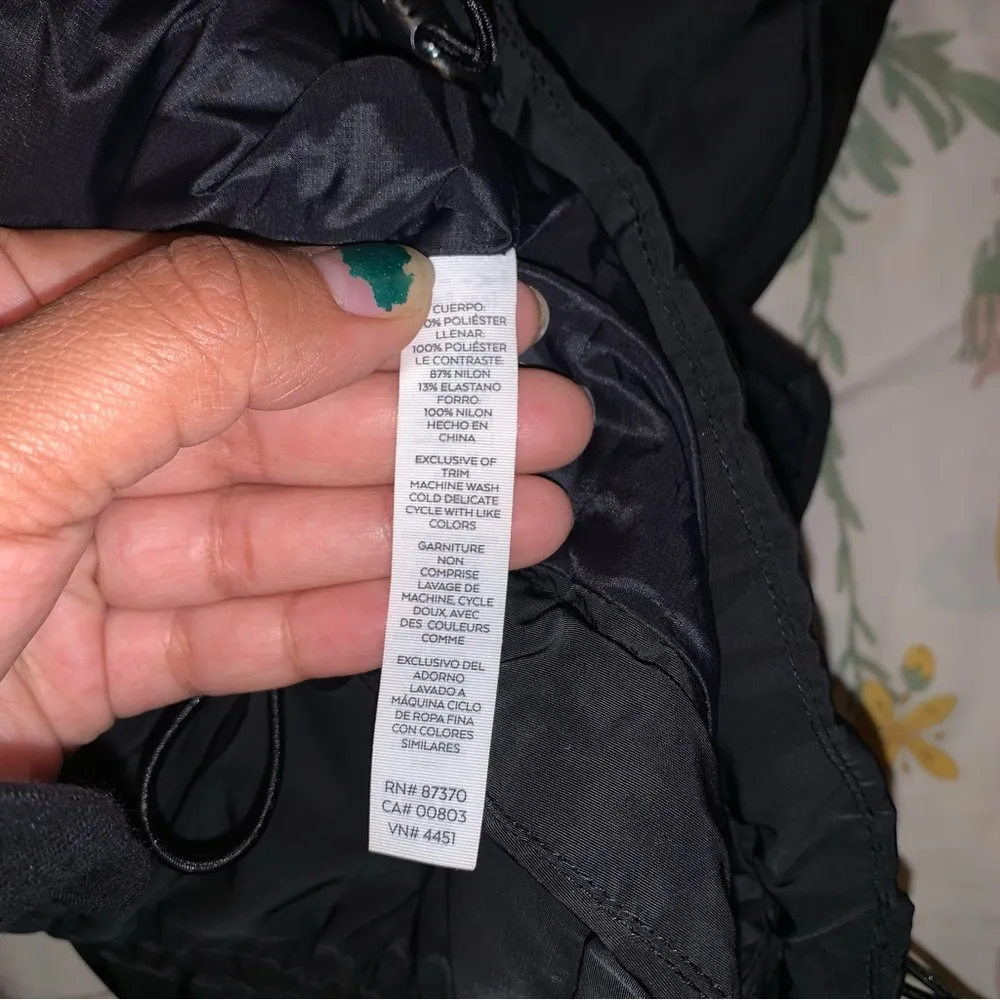 CUERPO:
0% POLIÉSTER
LLENAR:
100% POLIÉSTER
LE CONTRASTE:
87% NILON
13% ELASTANO
FORRO:
100% NILON
HECHO EN
CHINA
EXCLUSIVE OF
TRIM
MACHINE WASH
COLD DELICATE
CYCLE WITH LIKE
COLORS
GARNITURE
NON
COMPRISE
LAVAGE DE
MACHINE, CYCLE
DOUX, AVEC
DES COULEURS
COMME
EXCLUSIVO DEL
ADORNO
LAVADO A
MÁQUINA CICLO
DE ROPA FINA
CON COLORES
SIMILARES
RN# 87370
CA# 00803
VN# 4451